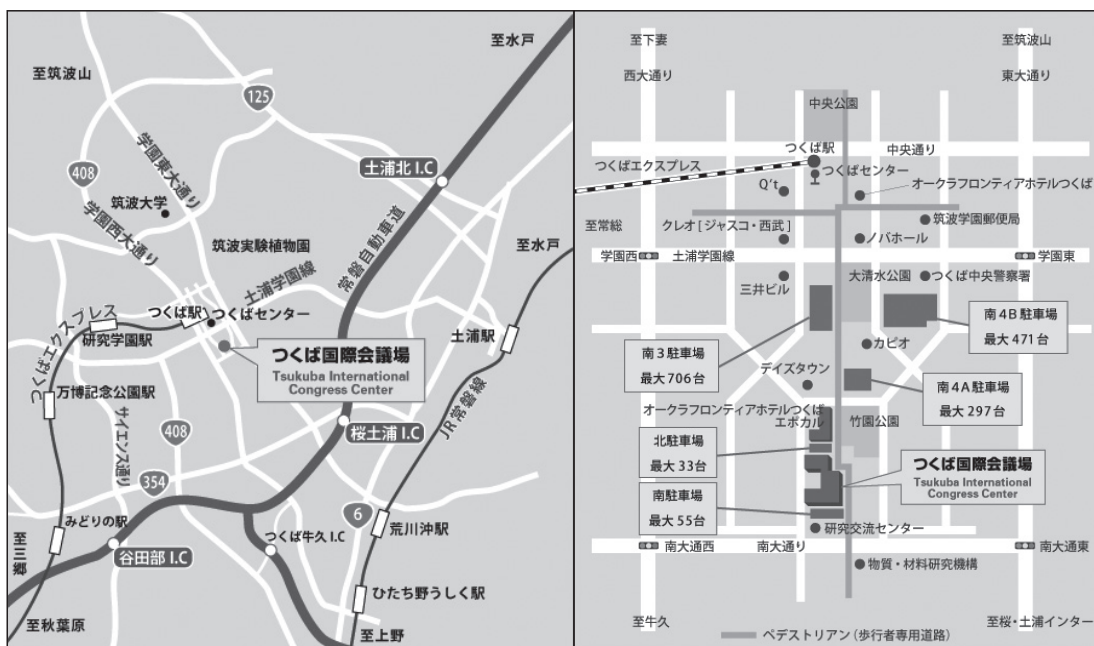 至水戸
至筑波山
125
学園東大通り
408
土浦北 I.C
筑波大学
学園西大通り
筑波実験植物園
常磐自動車道
至水戸
土浦学園線
つくばエクスプレス
つくば駅
つくばセンター
研究学園駅
土浦駅
つくば国際会議場
Tsukuba International
Congress Center
万博記念公園駅
JR常磐線
サイエンス通り
408
桜土浦 I.C
354
6
みどりの駅
荒川沖駅
つくば牛久 I.C
至三郷
谷田部 I.C
ひたち野うしく駅
至秋葉原
至上野
至下妻
至筑波山
西大通り
東大通り
中央公園
つくば駅
中央通り
つくばエクスプレス
つくばセンター
Q't
オークラフロンティアホテルつくば
至常総
クレオ [ジャスコ・西武]
筑波学園郵便局
ノバホール
学園西
土浦学園線
学園東
大清水公園
つくば中央警察署
三井ビル
南4B 駐車場
最大 471台
南3駐車場
最大 706台
カピオ
デイズタウン
南4A 駐車場
最大 297台
オークラフロンティアホテルつくば
エポカル
竹園公園
北駐車場
最大 33台
つくば国際会議場
Tsukuba International
Congress Center
南駐車場
最大 55台
研究交流センター
南大通西
南大通り
南大通東
物質・材料研究機構
至牛久
至桜・土浦インター
ペデストリアン (歩行者専用道路)